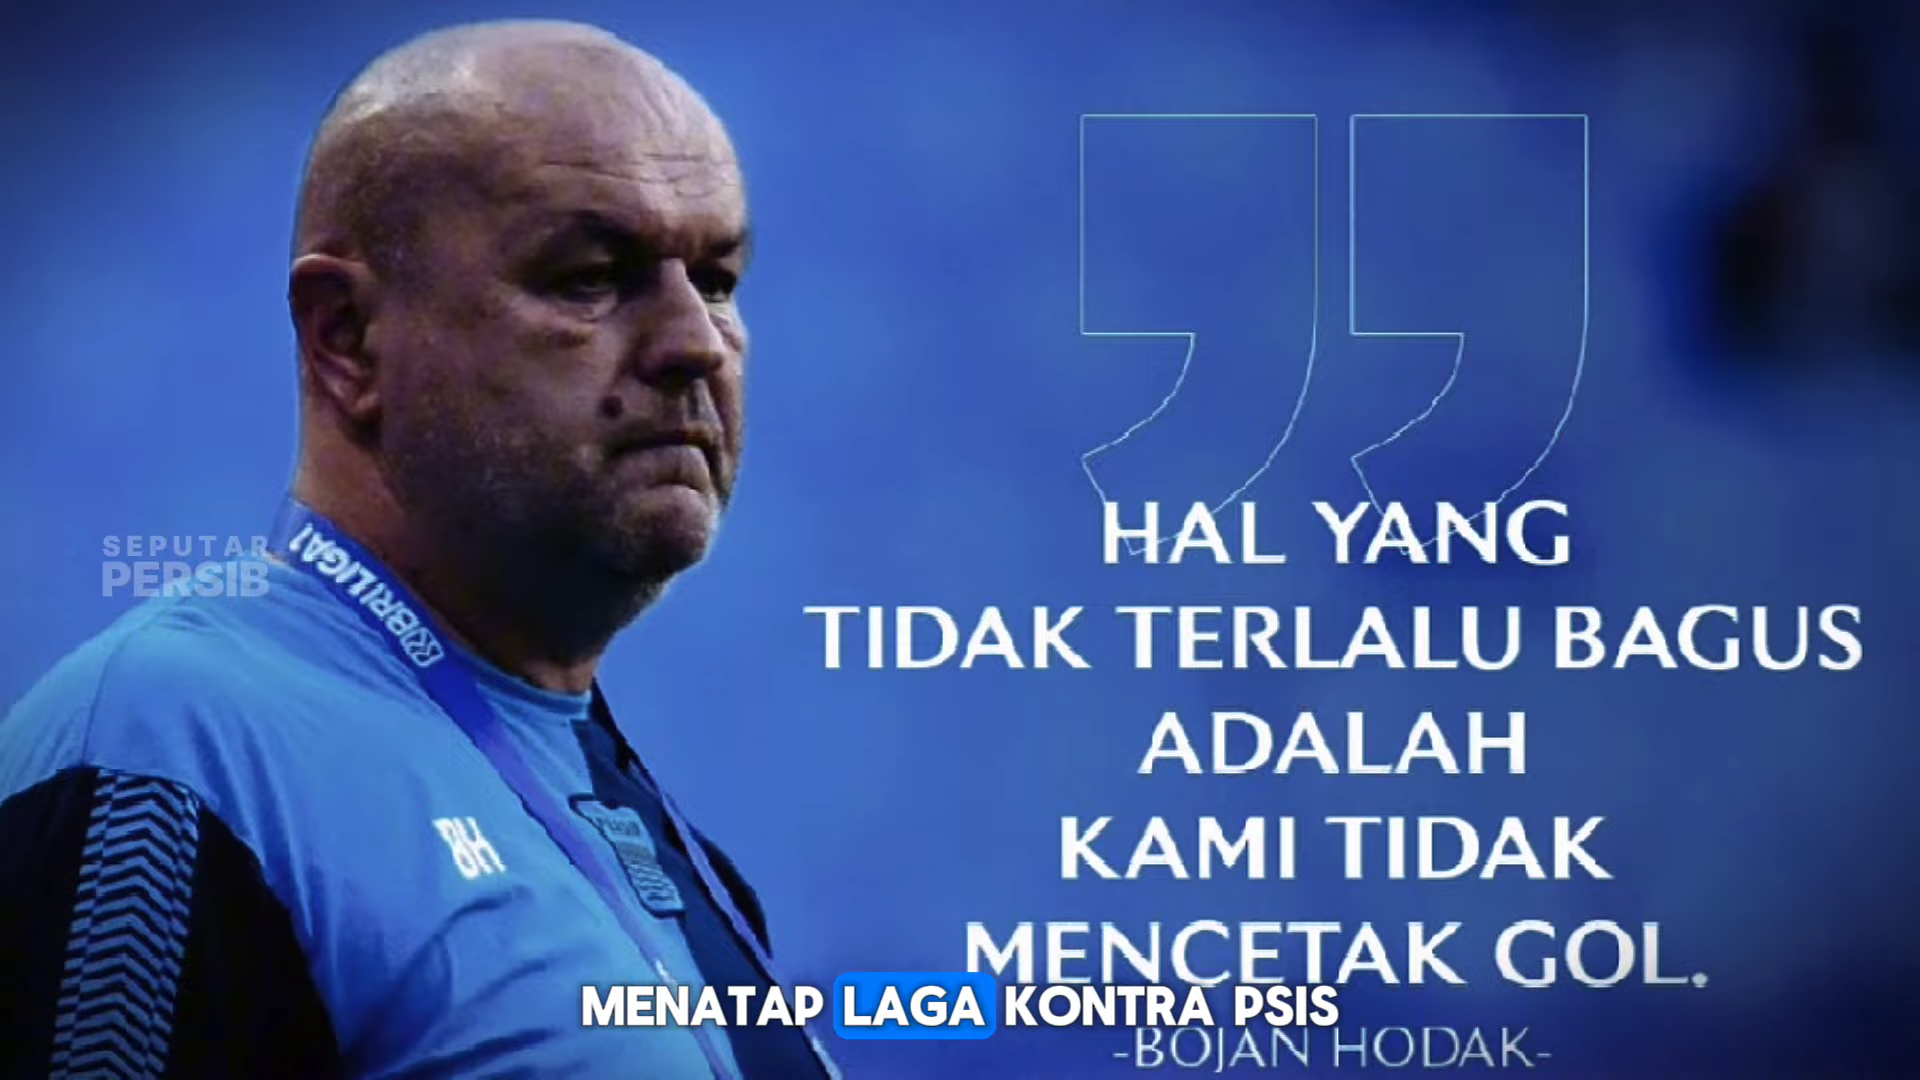 SEPUTAR
PERSIB
BRI LIGA 1
BH
HAL YANG
TIDAK TERLALU BAGUS
ADALAH
KAMI TIDAK
MENCETAK GOL.
MENATAP LAGA KONTRA PSIS
-BOJAN HODAK-